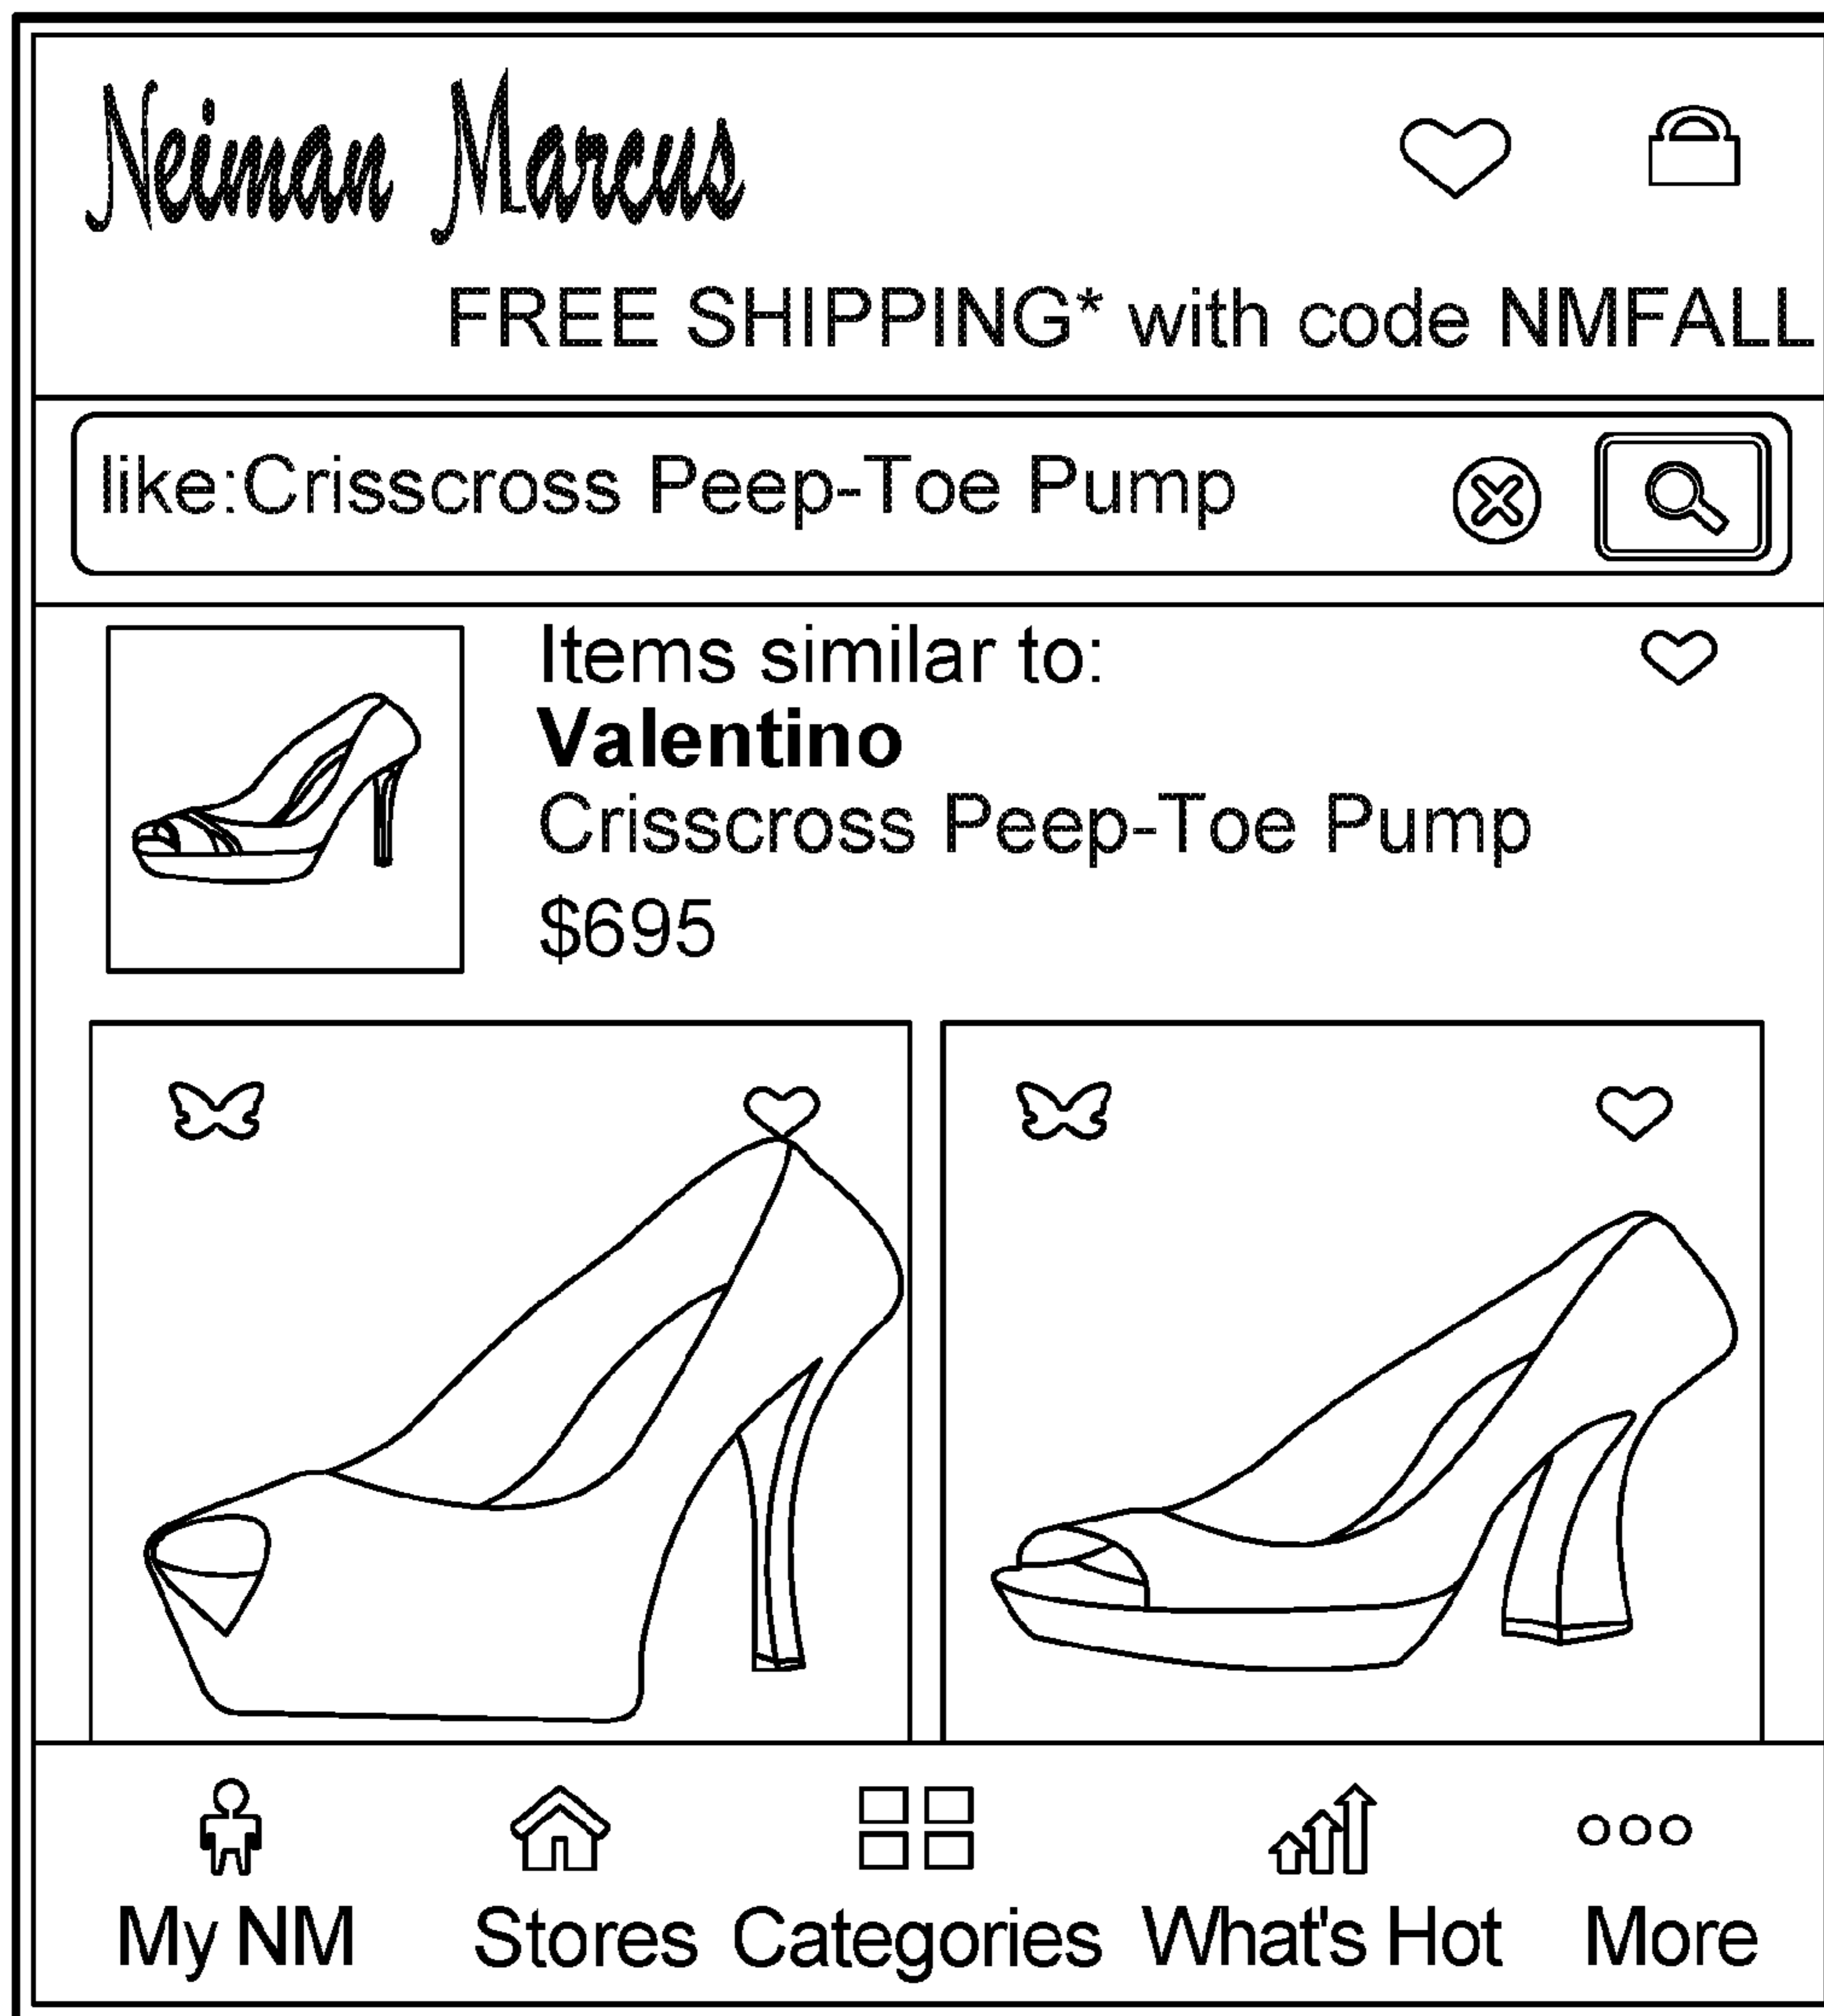 Neiman Marcus
FREE SHIPPING* with code NMFALL
like:Crisscross Peep-Toe Pump
Items similar to:
Valentino
Crisscross Peep-Toe Pump
$695
My NM Stores Categories What's Hot More